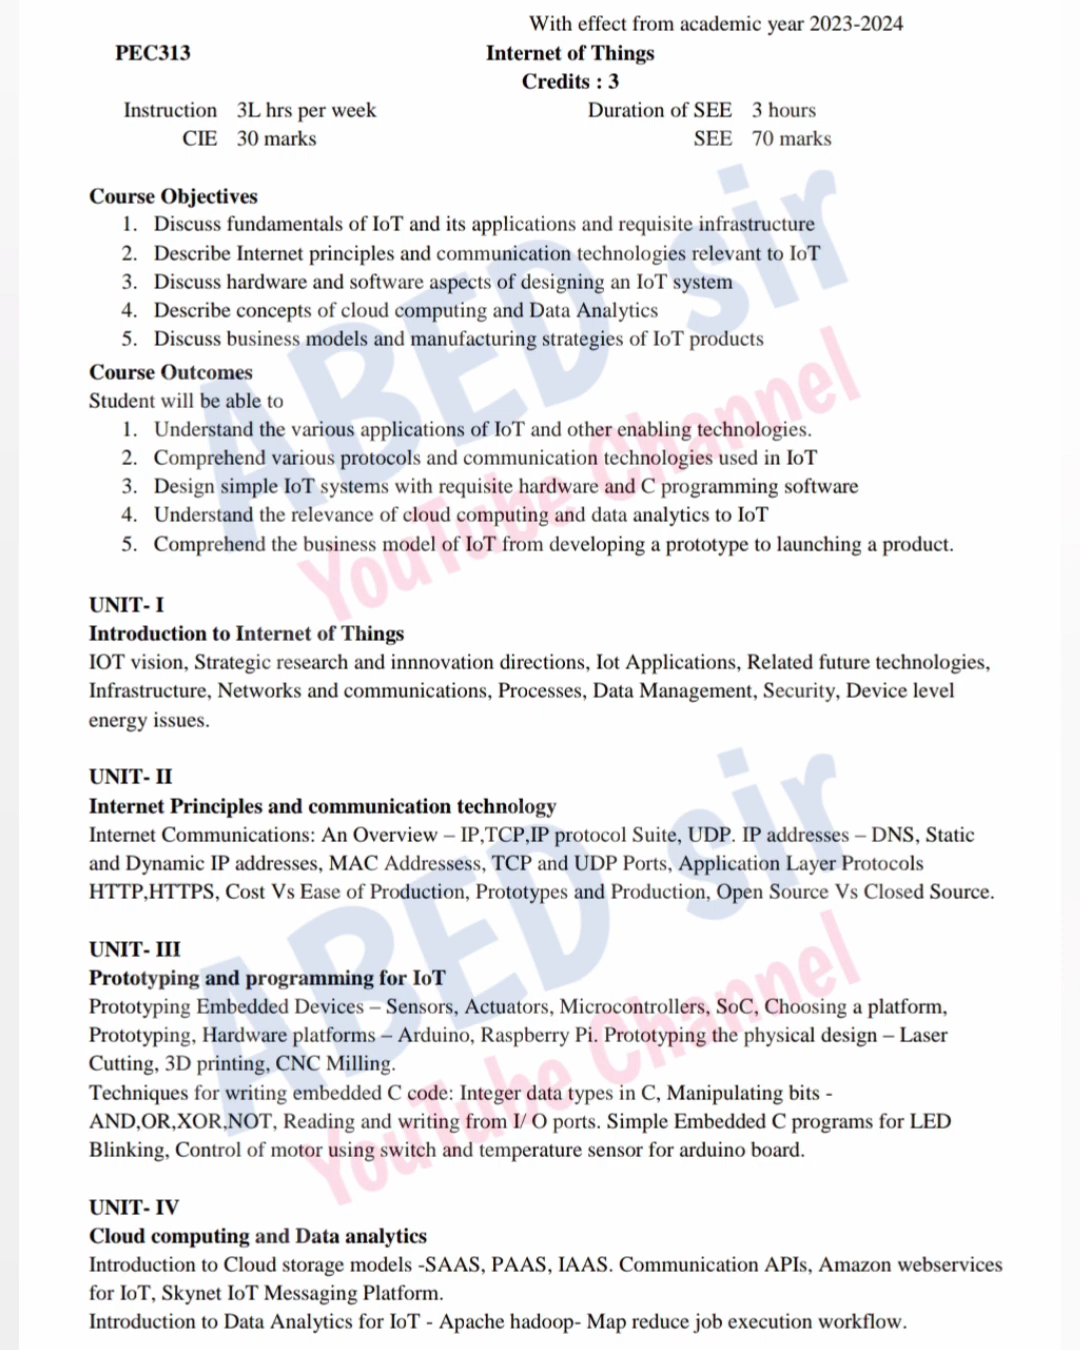 With effect from academic year 2023-2024
PEC313 Internet of Things
Credits : 3
Instruction 3L hrs per week Duration of SEE 3 hours
CIE 30 marks SEE 70 marks
Course Objectives
1. Discuss fundamentals of IoT and its applications and requisite infrastructure
2. Describe Internet principles and communication technologies relevant to IoT
3. Discuss hardware and software aspects of designing an IoT system
4. Describe concepts of cloud computing and Data Analytics
5. Discuss business models and manufacturing strategies of IoT products
Course Outcomes
Student will be able to
1. Understand the various applications of IoT and other enabling technologies.
2. Comprehend various protocols and communication technologies used in IoT
3. Design simple IoT systems with requisite hardware and C programming software
4. Understand the relevance of cloud computing and data analytics to IoT
5. Comprehend the business model of IoT from developing a prototype to launching a product.
ABED sir
YouTube Channel
UNIT- I
Introduction to Internet of Things
IOT vision, Strategic research and innnovation directions, Iot Applications, Related future technologies,
Infrastructure, Networks and communications, Processes, Data Management, Security, Device level
energy issues.
UNIT- II
Internet Principles and communication technology
Internet Communications: An Overview – IP,TCP,IP protocol Suite, UDP. IP addresses – DNS, Static
and Dynamic IP addresses, MAC Addressess, TCP and UDP Ports, Application Layer Protocols
HTTP,HTTPS, Cost Vs Ease of Production, Prototypes and Production, Open Source Vs Closed Source.
UNIT- III
Prototyping and programming for IoT
Prototyping Embedded Devices – Sensors, Actuators, Microcontrollers, SoC, Choosing a platform,
Prototyping, Hardware platforms – Arduino, Raspberry Pi. Prototyping the physical design – Laser
Cutting, 3D printing, CNC Milling.
Techniques for writing embedded C code: Integer data types in C, Manipulating bits -
AND,OR,XOR,NOT, Reading and writing from I/ O ports. Simple Embedded C programs for LED
Blinking, Control of motor using switch and temperature sensor for arduino board.
ABED sir
YouTube Channel
UNIT- IV
Cloud computing and Data analytics
Introduction to Cloud storage models -SAAS, PAAS, IAAS. Communication APIs, Amazon webservices
for IoT, Skynet IoT Messaging Platform.
Introduction to Data Analytics for IoT - Apache hadoop- Map reduce job execution workflow.